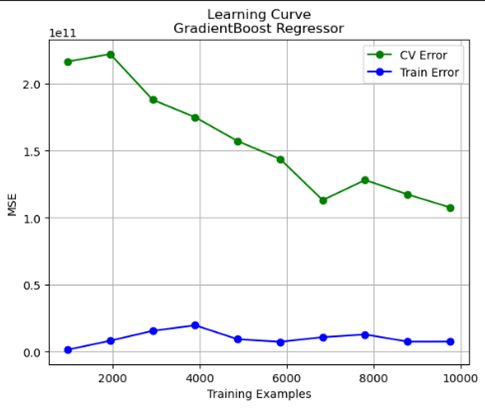 Learning Curve
GradientBoost Regressor
1e11
CV Error
Train Error
2.0
1.5
1.0
0.5
0.0
MSE
2000 4000 6000 8000 10000
Training Examples